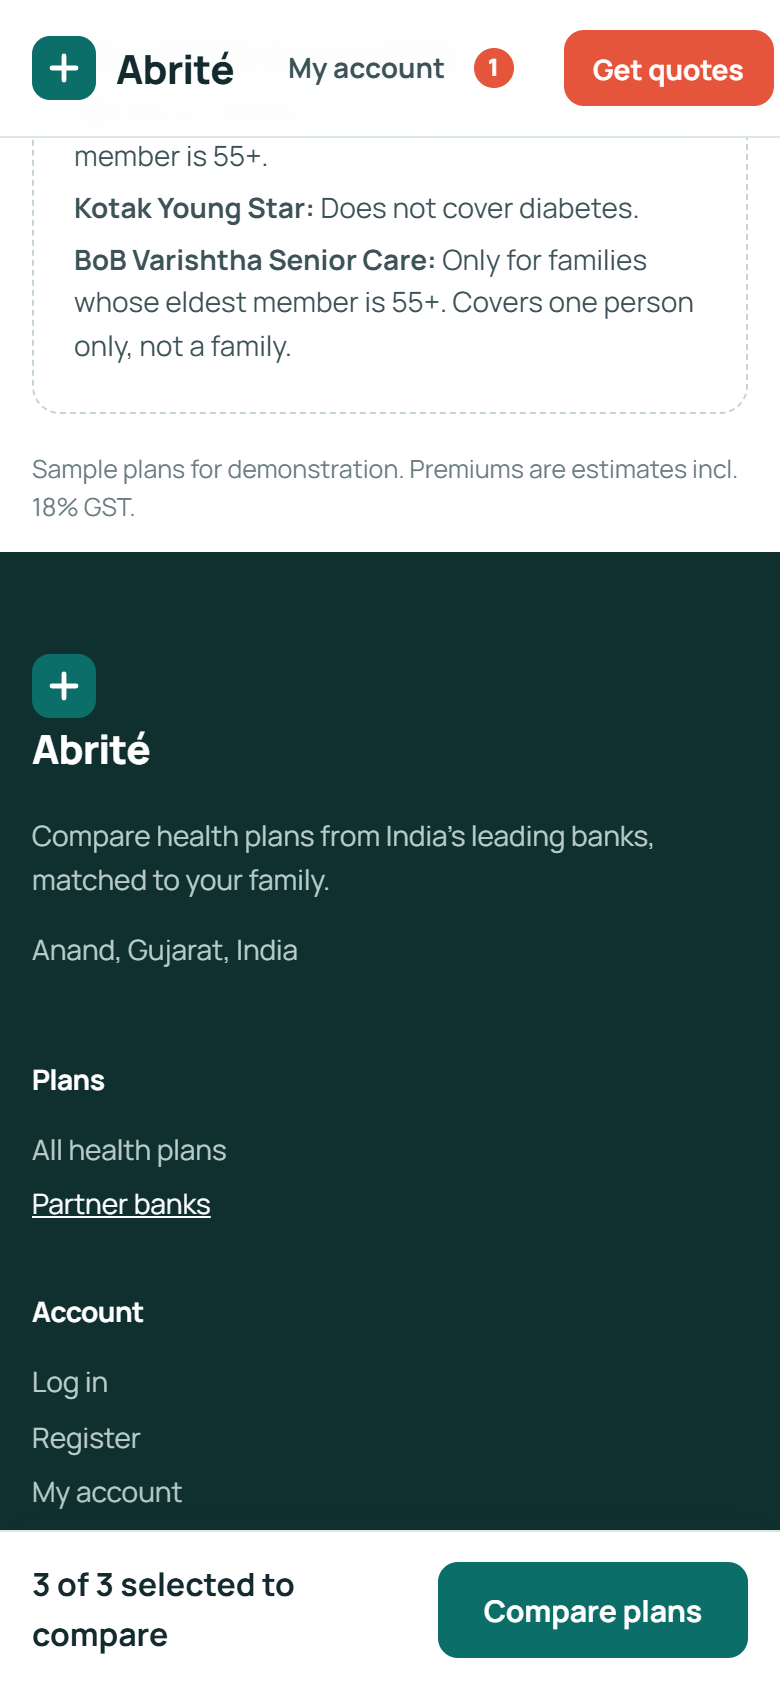 Abrité
My account
1
Get quotes
member is 55+.
Kotak Young Star: Does not cover diabetes.
BoB Varishtha Senior Care: Only for families
whose eldest member is 55+. Covers one person
only, not a family.
Sample plans for demonstration. Premiums are estimates incl.
18% GST.
Abrité
Compare health plans from India’s leading banks,
matched to your family.
Anand, Gujarat, India
Plans
All health plans
Partner banks
Account
Log in
Register
My account
3 of 3 selected to
compare
Compare plans